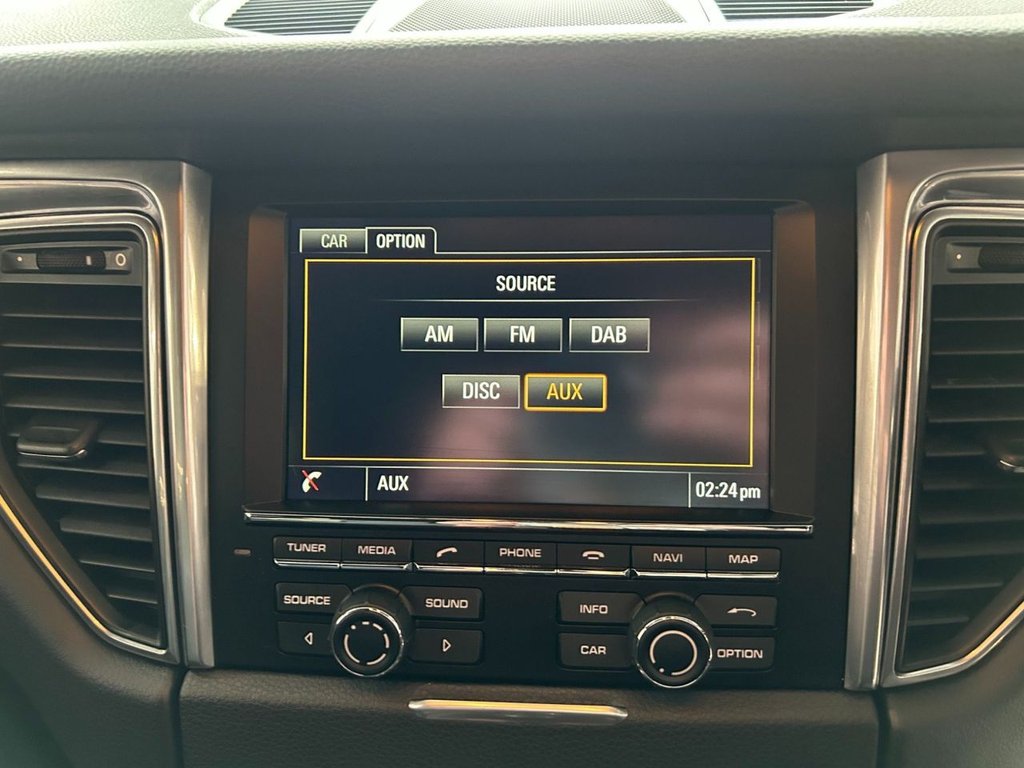 CAR OPTION
SOURCE
AM FM DAB
DISC AUX
AUX 02:24 pm
TUNER MEDIA PHONE NAVI MAP
SOURCE SOUND INFO
CAR OPTION